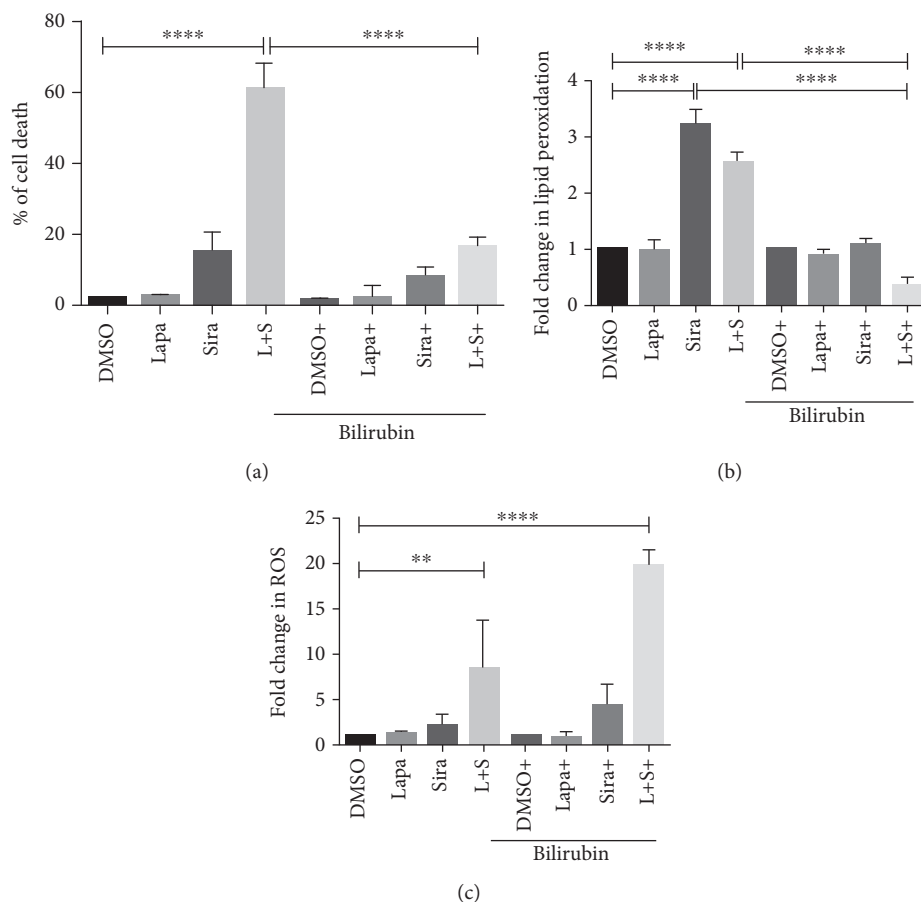 % of cell death
80
60
40
20
0
****
****
DMSO
Lapa
Sira
L+S
DMSO+
Lapa+
Sira+
L+S+
Bilirubin
(a)
Fold change in lipid peroxidation
4
3
2
1
0
****
****
****
****
DMSO
Lapa
Sira
L+S
DMSO+
Lapa+
Sira+
L+S+
Bilirubin
(b)
Fold change in ROS
25
20
15
10
5
0
****
**
DMSO
Lapa
Sira
L+S
DMSO+
Lapa+
Sira+
L+S+
Bilirubin
(c)